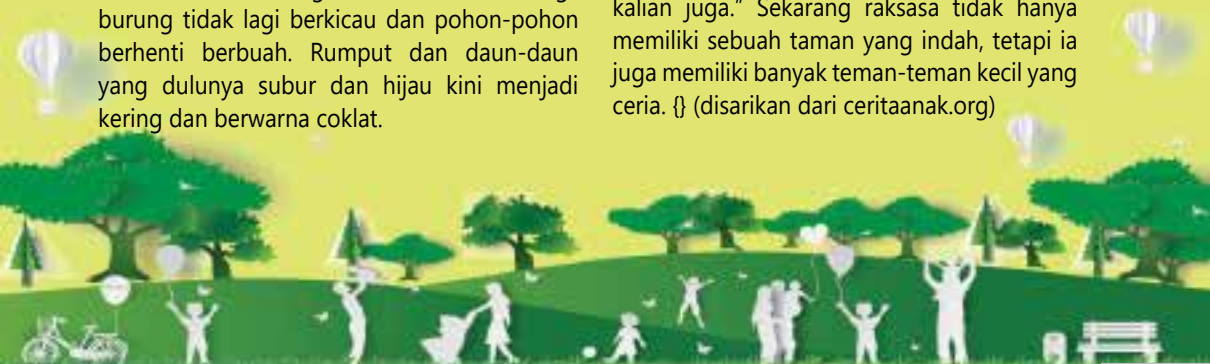 burung tidak lagi berkicau dan pohon-pohon
berhenti berbuah. Rumput dan daun-daun
yang dulunya subur dan hijau kini menjadi
kering dan berwarna coklat.
kalian juga." Sekarang raksasa tidak hanya
memiliki sebuah taman yang indah, tetapi ia
juga memiliki banyak teman-teman kecil yang
ceria. {} (disarikan dari ceritaanak.org)